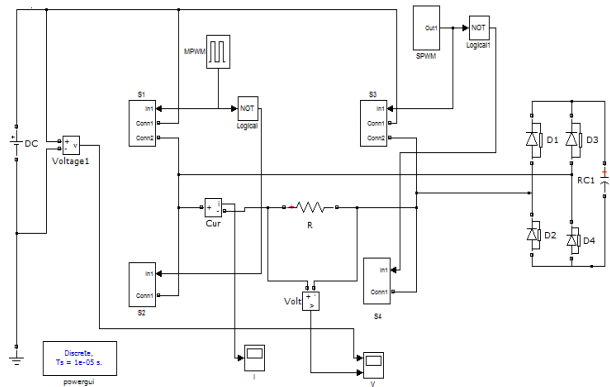 MPWM
Out1
SPWM
NOT
Logical1
S1
In1
Conn1
Conn2
NOT
Logical
S3
In1
Conn1
Conn2
DC
+
-
v
Voltage1
D1
D3
RC1
D2
D4
+
-
i
Cur
R
S2
In1
Conn1
Volt
+
-
v
In1
Conn1
S4
Discrete,
Ts = 1e-05 s.
powergui
I
V